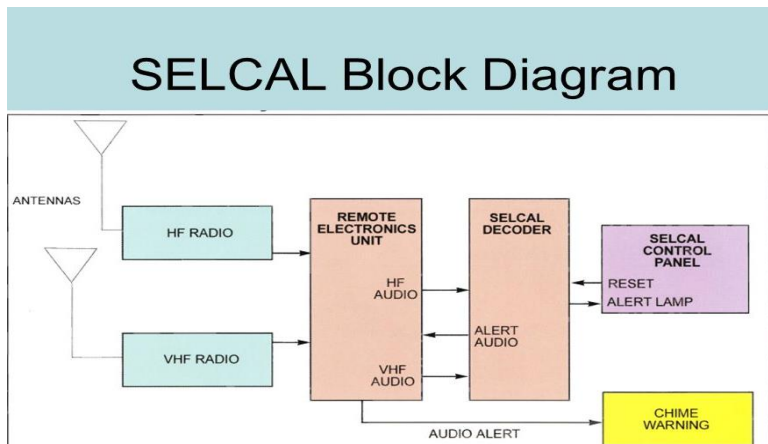 SELCAL Block Diagram
ANTENNAS
HF RADIO
VHF RADIO
REMOTE
ELECTRONICS
UNIT
HF
AUDIO
VHF
AUDIO
SELCAL
DECODER
ALERT
AUDIO
SELCAL
CONTROL
PANEL
RESET
ALERT LAMP
CHIME
WARNING
AUDIO ALERT